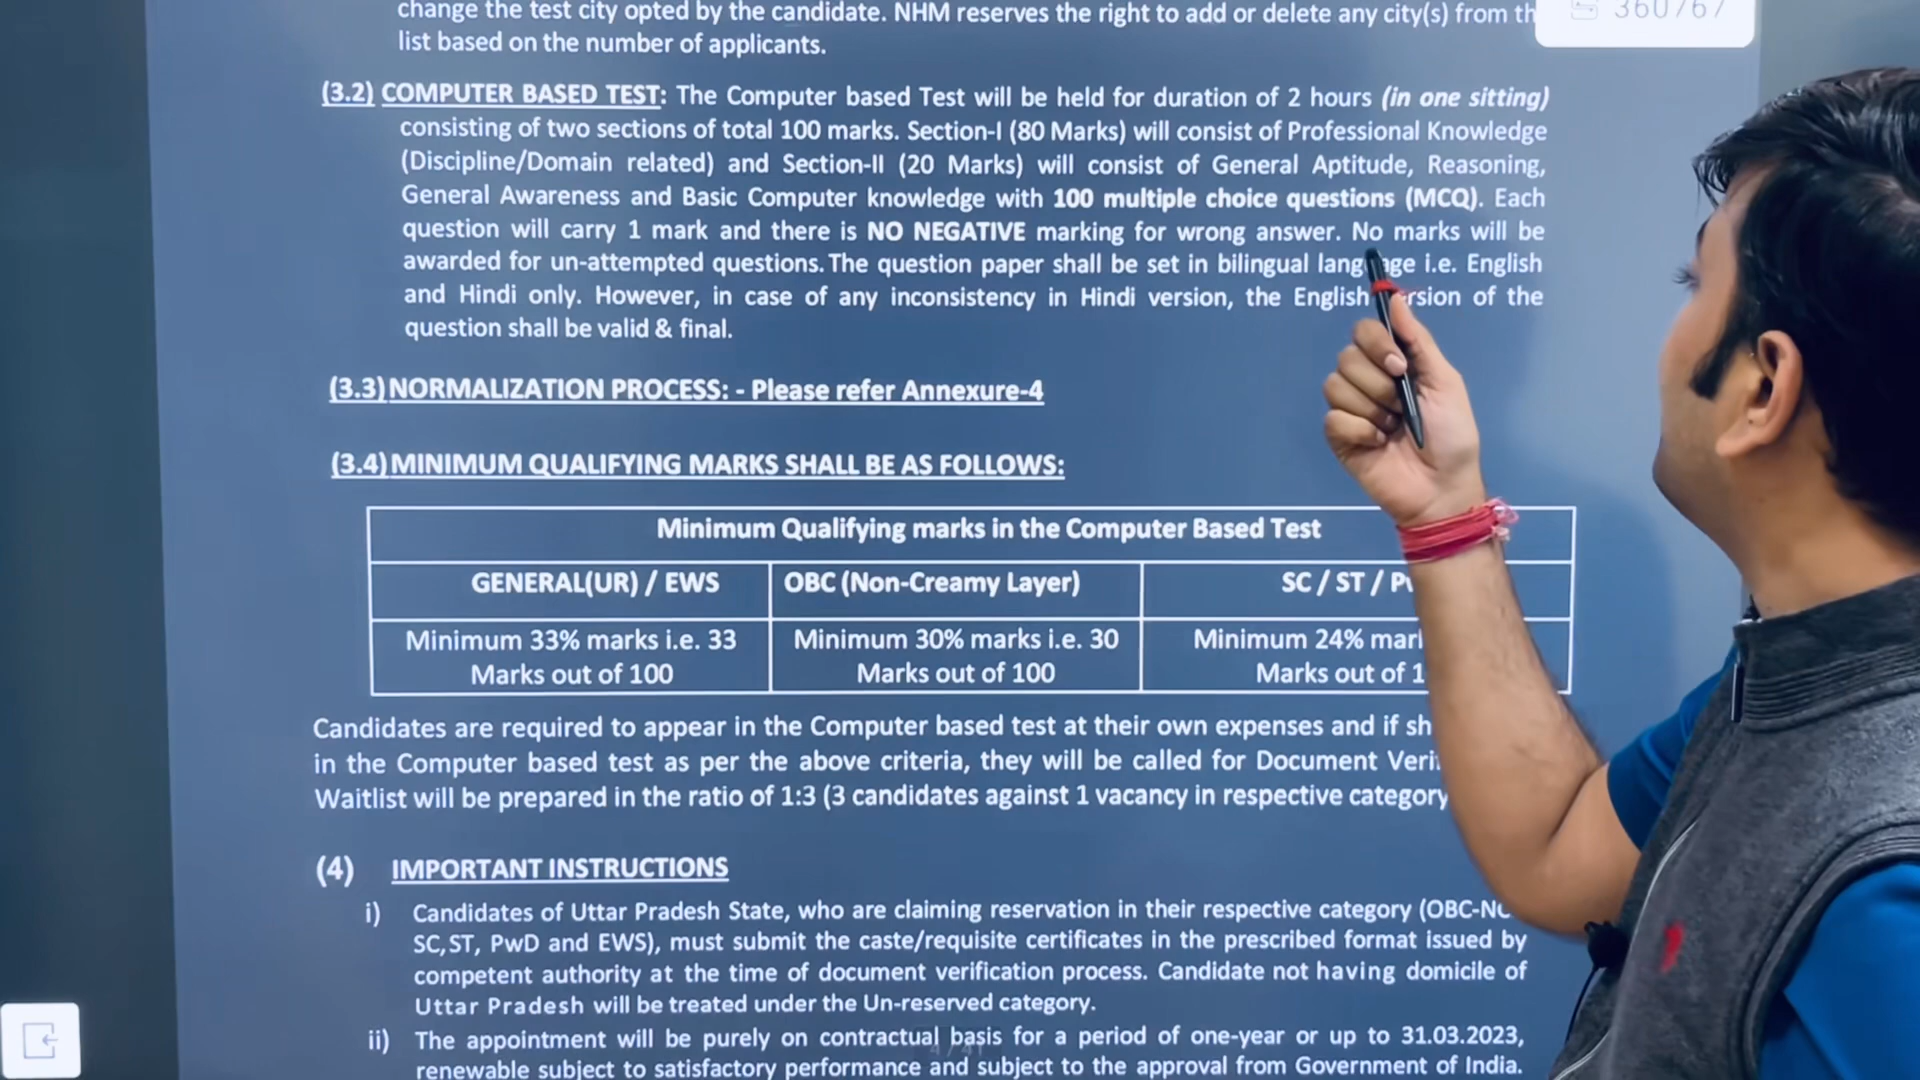 change the test city opted by the candidate. NHM reserves the right to add or delete any city(s) from
360767
list based on the number of applicants.
(3.2) COMPUTER BASED TEST: The Computer based Test will be held for duration of 2 hours (in one sitting)
consisting of two sections of total 100 marks. Section-I (80 Marks) will consist of Professional Knowledge
(Discipline/Domain related) and Section-II (20 Marks) will consist of General Aptitude, Reasoning,
General Awareness and Basic Computer knowledge with 100 multiple choice questions (MCQ). Each
question will carry 1 mark and there is NO NEGATIVE marking for wrong answer. No marks will be
awarded for un-attempted questions. The question paper shall be set in bilingual i.e. English
and Hindi only. However, in case of any inconsistency in Hindi version, the English of the
question shall be valid & final.
(3.3) NORMALIZATION PROCESS: - Please refer Annexure-4
(3.4) MINIMUM QUALIFYING MARKS SHALL BE AS FOLLOWS:
Minimum Qualifying marks in the Computer Based Test
GENERAL(UR) / EWS OBC (Non-Creamy Layer) SC / ST /
Minimum 33% marks i.e. 33 Minimum 30% marks i.e. 30 Minimum 24%
Marks out of 100 Marks out of 100 Marks out of
Candidates are required to appear in the Computer based test at their own expenses and if
in the Computer based test as per the above criteria, they will be called for Document
Waitlist will be prepared in the ratio of 1:3 (3 candidates against 1 vacancy in respective category
(4) IMPORTANT INSTRUCTIONS
i) Candidates of Uttar Pradesh State, who are claiming reservation in their respective category
SC, ST, PwD and EWS), must submit the caste/requisite certificates in the prescribed format issued by
competent authority at the time of document verification process. Candidate not having domicile of
Uttar Pradesh will be treated under the Un-reserved category.
ii) The appointment will be purely on contractual basis for a period of one-year or up to 31.03.2023,
renewable subject to satisfactory performance and subject to the approval from Government of India.